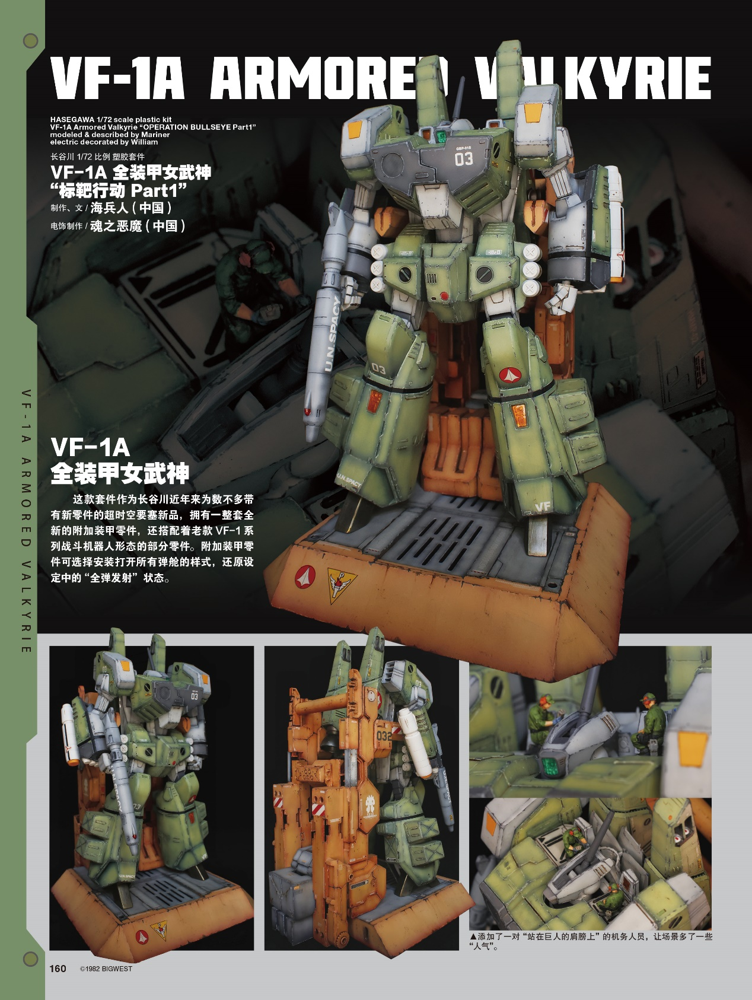 VF-1A ARMORED VALKYRIE
HASEGAWA 1/72 scale plastic kit
VF-1A Armored Valkyrie “OPERATION BULLSEYE Part1”
modeled & described by Mariner
electric decorated by William
长谷川 1/72 比例 塑胶套件
VF-1A 全装甲女武神
“标靶行动 Part1”
制作、文 / 海兵人 ( 中国 )
电饰制作 / 魂之恶魔 ( 中国 )
GBP-01S
03
U.N.SPACY
03
U.N.SPACY
VF
VF-1A ARMORED VALKYRIE
VF-1A
全装甲女武神
这款套件作为长谷川近年来为数不多带
有新零件的超时空要塞新品，拥有一整套全
新的附加装甲零件，还搭配着老款 VF-1 系
列战斗机器人形态的部分零件。附加装甲零
件可选择安装打开所有弹舱的样式，还原设
定中的 “全弹发射” 状态。
03
03
SPACY
03
U.N.SPACY
VF
03
032
▲添加了一对 “站在巨人的肩膀上” 的机务人员，让场景多了一些
“人气”。
160 ©1982 BIGWEST